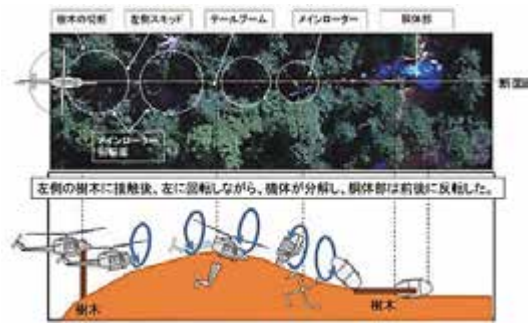 樹木の切断
左側スキッド
テールブーム
メインローター
胴体部
断面図
メインローター
左側の樹木に接触後、左に回転しながら、機体が分解し、胴体部は前後に反転した。
樹木
樹木